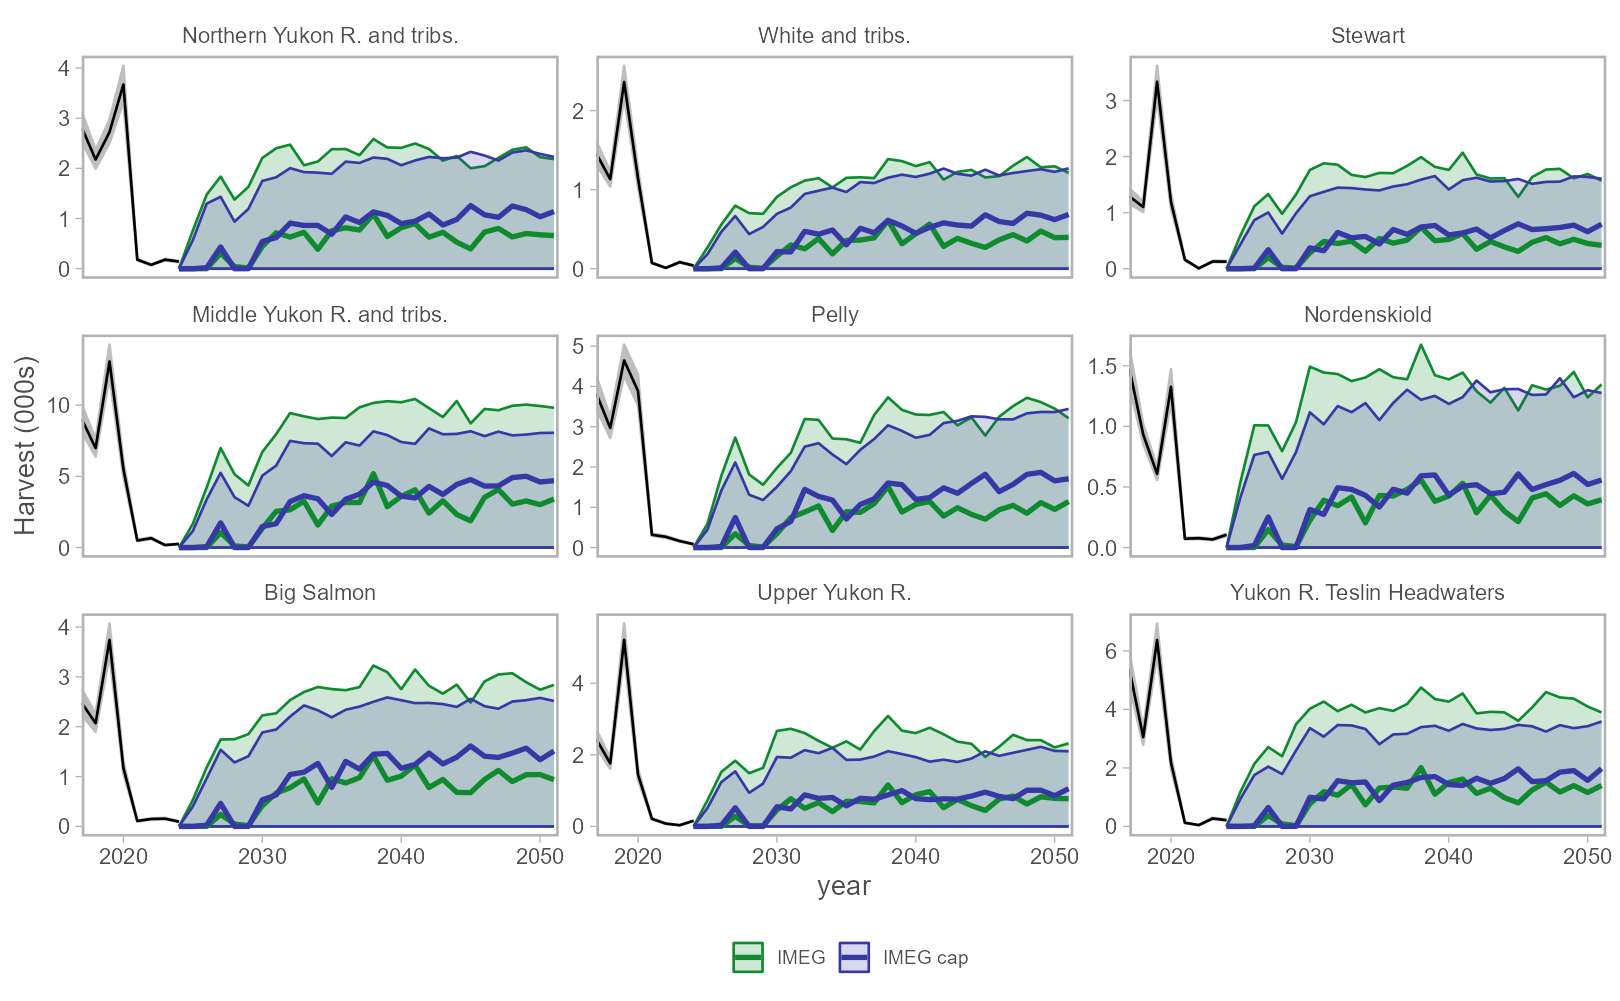 Northern Yukon R. and tribs.
White and tribs.
Stewart
4
3
2
1
0
2
1
0
3
2
1
0
Middle Yukon R. and tribs.
Pelly
Nordenskiold
10
5
0
5
4
3
2
1
0
1.5
1.0
0.5
0.0
Harvest (000s)
Big Salmon
Upper Yukon R.
Yukon R. Teslin Headwaters
4
3
2
1
0
4
2
0
6
4
2
0
2020 2030 2040 2050
2020 2030 2040 2050
2020 2030 2040 2050
year
IMEG IMEG cap